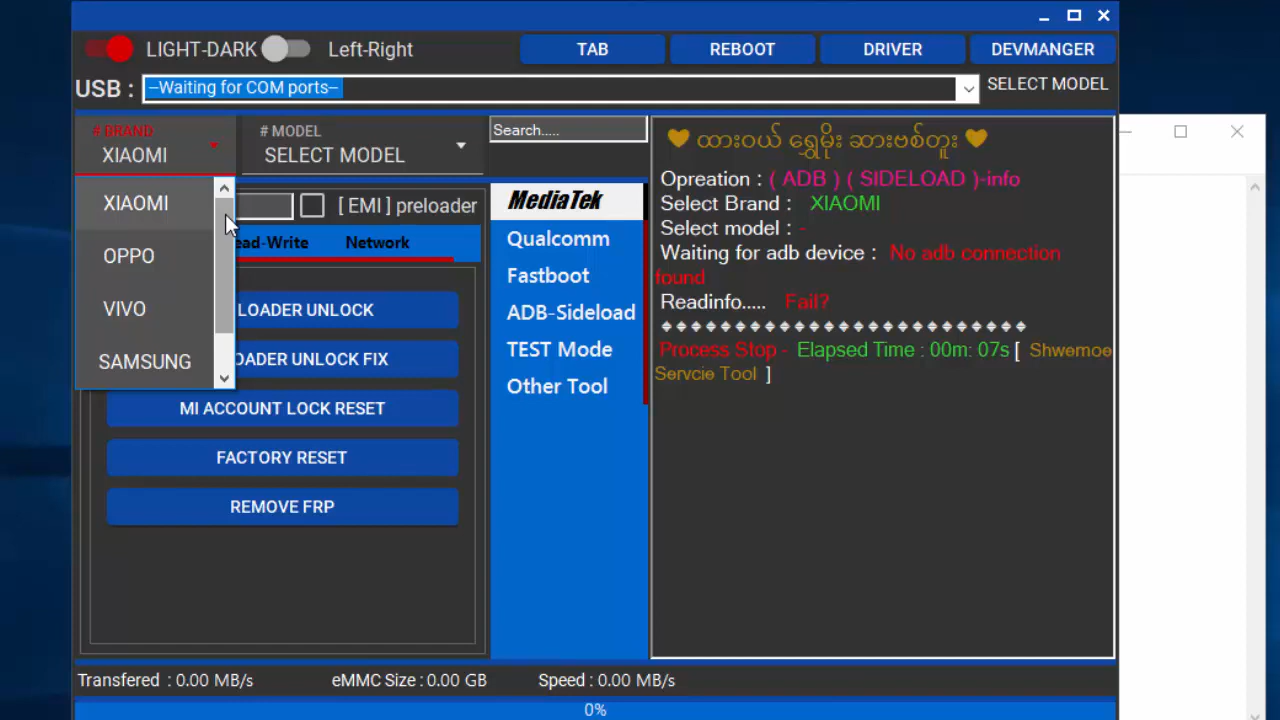 LIGHT-DARK Left-Right TAB REBOOT DRIVER DEVMANGER
USB : --Waiting for COM ports-- SELECT MODEL
# BRAND # MODEL Search.....
XIAOMI SELECT MODEL
XIAOMI
OPPO
VIVO
SAMSUNG
[ EMI ] preloader
ead-Write Network
LOADER UNLOCK
OADER UNLOCK FIX
MI ACCOUNT LOCK RESET
FACTORY RESET
REMOVE FRP
MediaTek
Qualcomm
Fastboot
ADB-Sideload
TEST Mode
Other Tool
ထားဝယ် ရွှေမိုး ဆားဗစ်တူး
Opreation : ( ADB ) ( SIDELOAD )-info
Select Brand : XIAOMI
Select model : -
Waiting for adb device : No adb connection
found
Readinfo..... Fail?
Process Stop - Elapsed Time : 00m: 07s [ Shwemoe
Servcie Tool ]
Transfered : 0.00 MB/s eMMC Size : 0.00 GB Speed : 0.00 MB/s
0%